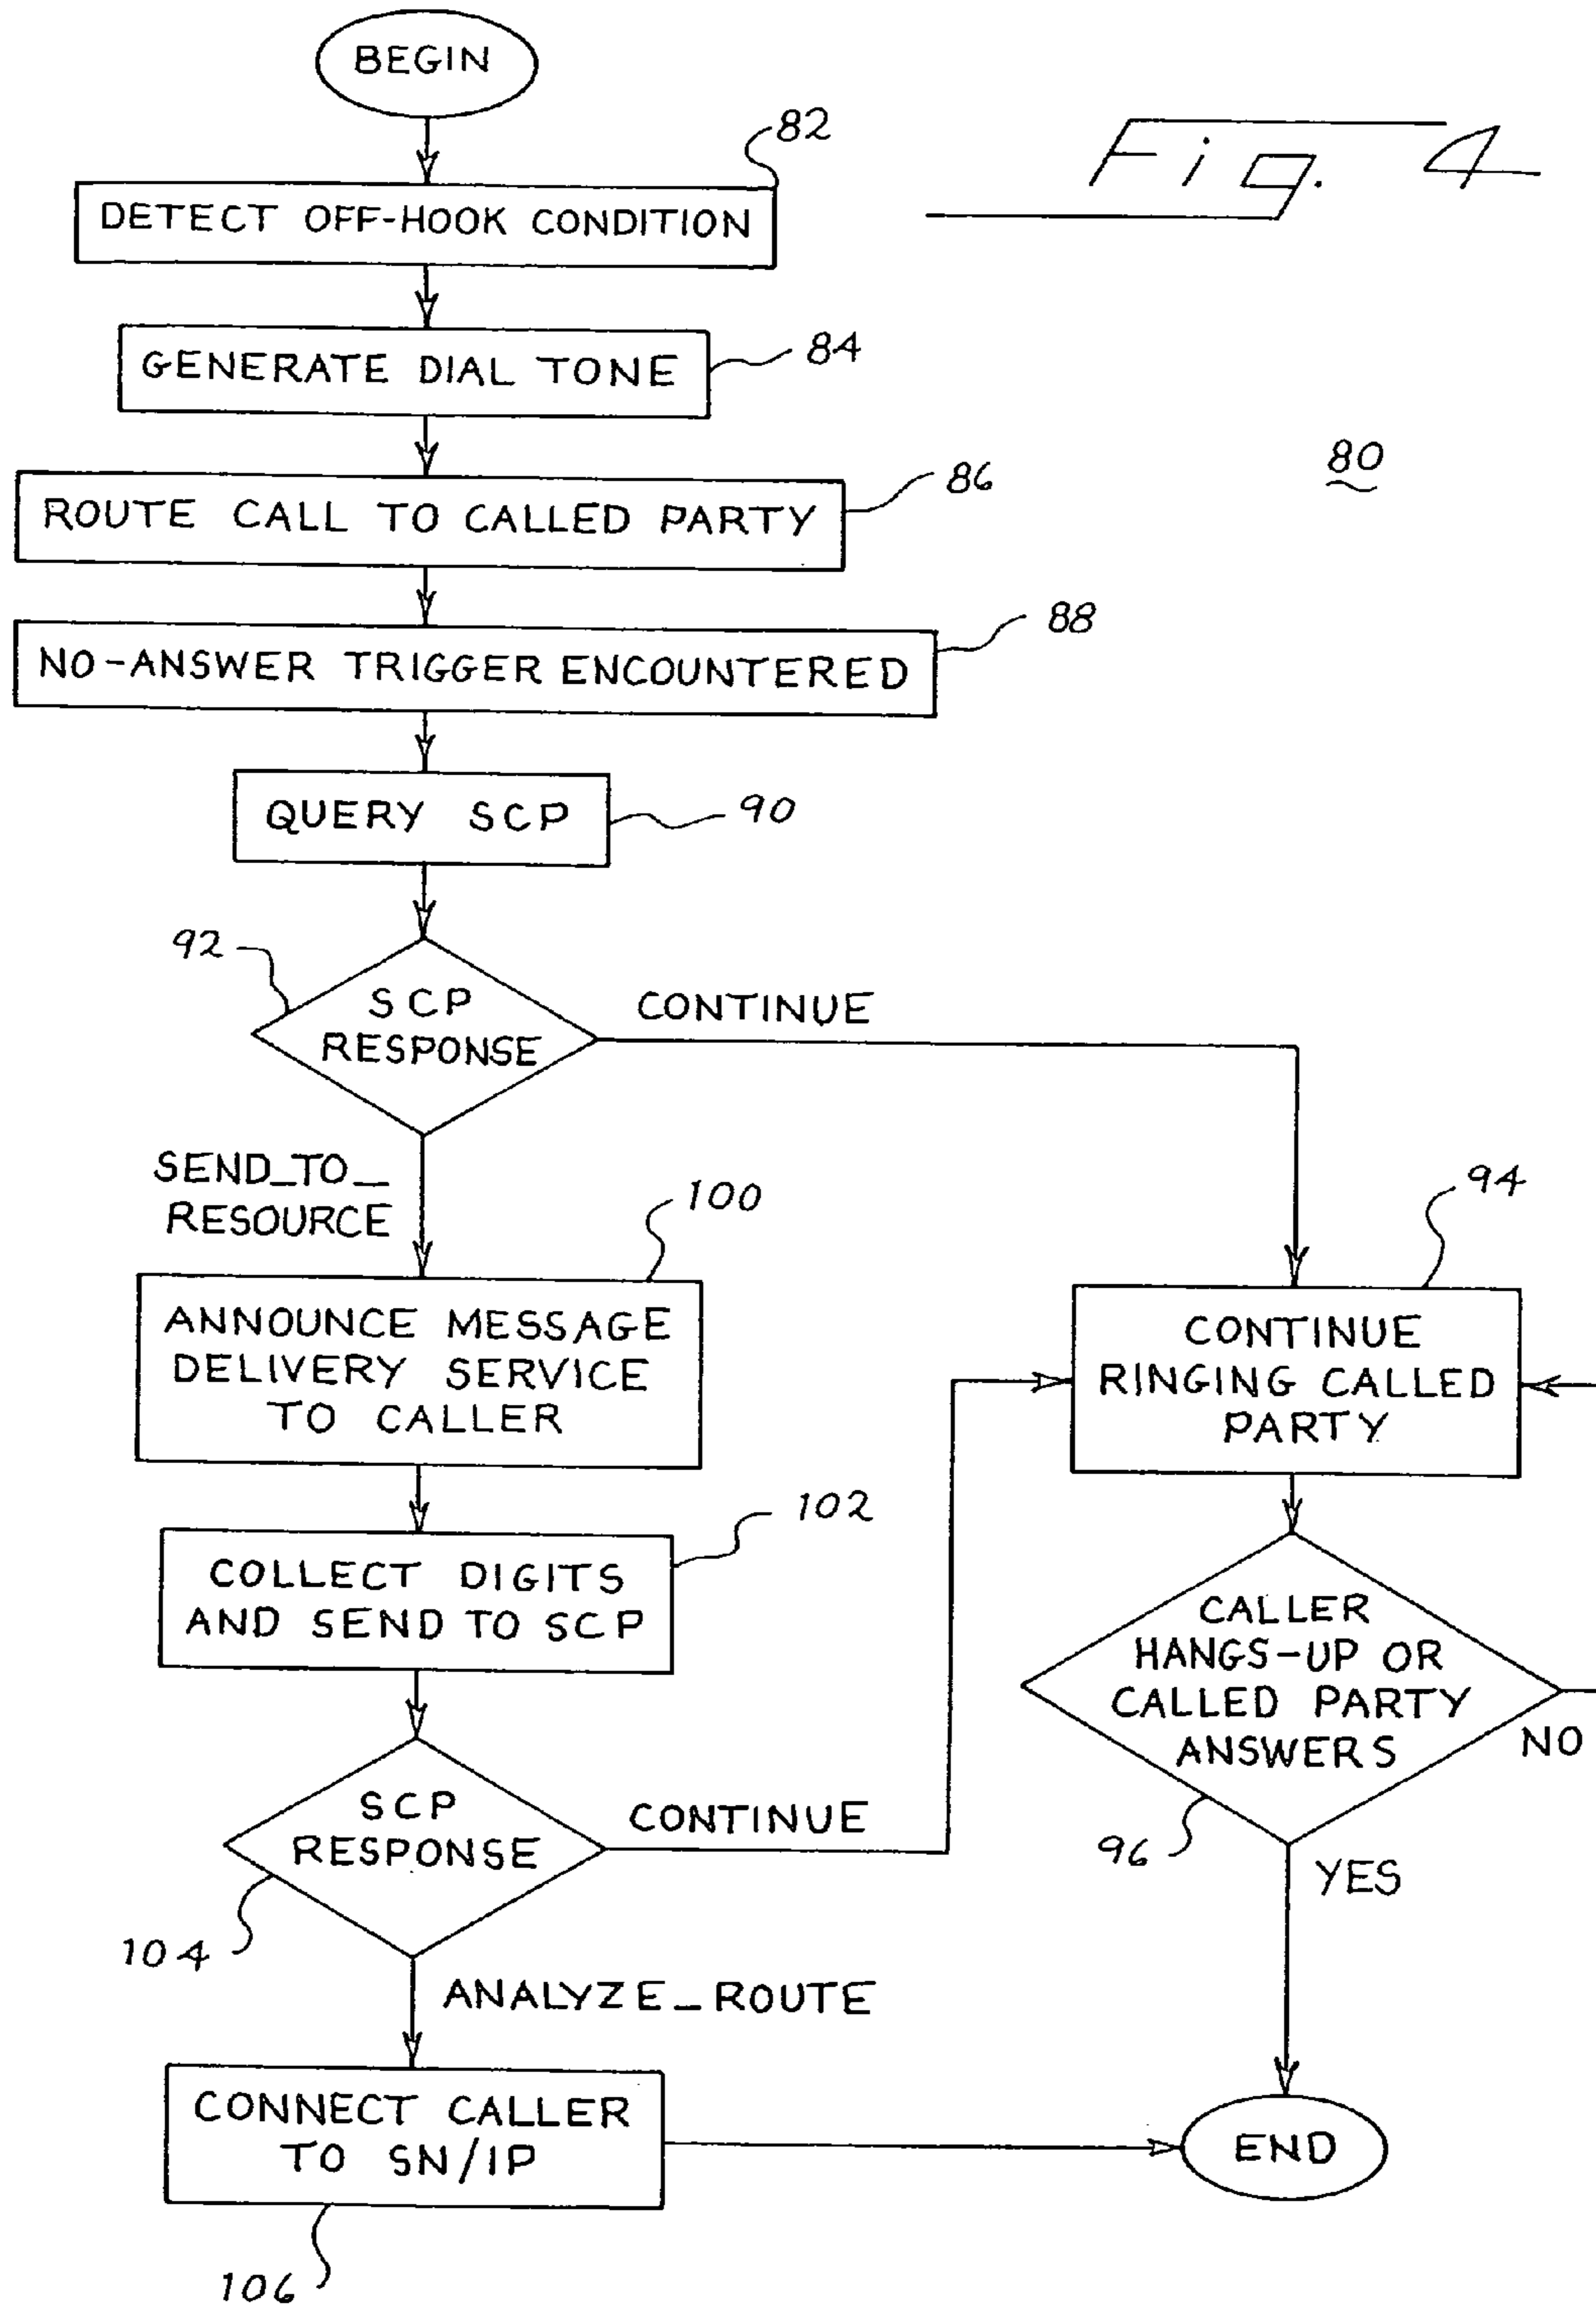 BEGIN
82
Fig. 4
DETECT OFF-HOOK CONDITION
84
GENERATE DIAL TONE
80
86
ROUTE CALL TO CALLED PARTY
88
NO-ANSWER TRIGGER ENCOUNTERED
90
QUERY SCP
92
SCP
RESPONSE
CONTINUE
SEND_TO_
RESOURCE
100
94
ANNOUNCE MESSAGE
DELIVERY SERVICE
TO CALLER
CONTINUE
RINGING CALLED
PARTY
102
COLLECT DIGITS
AND SEND TO SCP
CALLER
HANGS-UP OR
CALLED PARTY
ANSWERS
NO
96
YES
SCP
RESPONSE
CONTINUE
104
ANALYZE_ROUTE
CONNECT CALLER
TO SN/IP
END
106